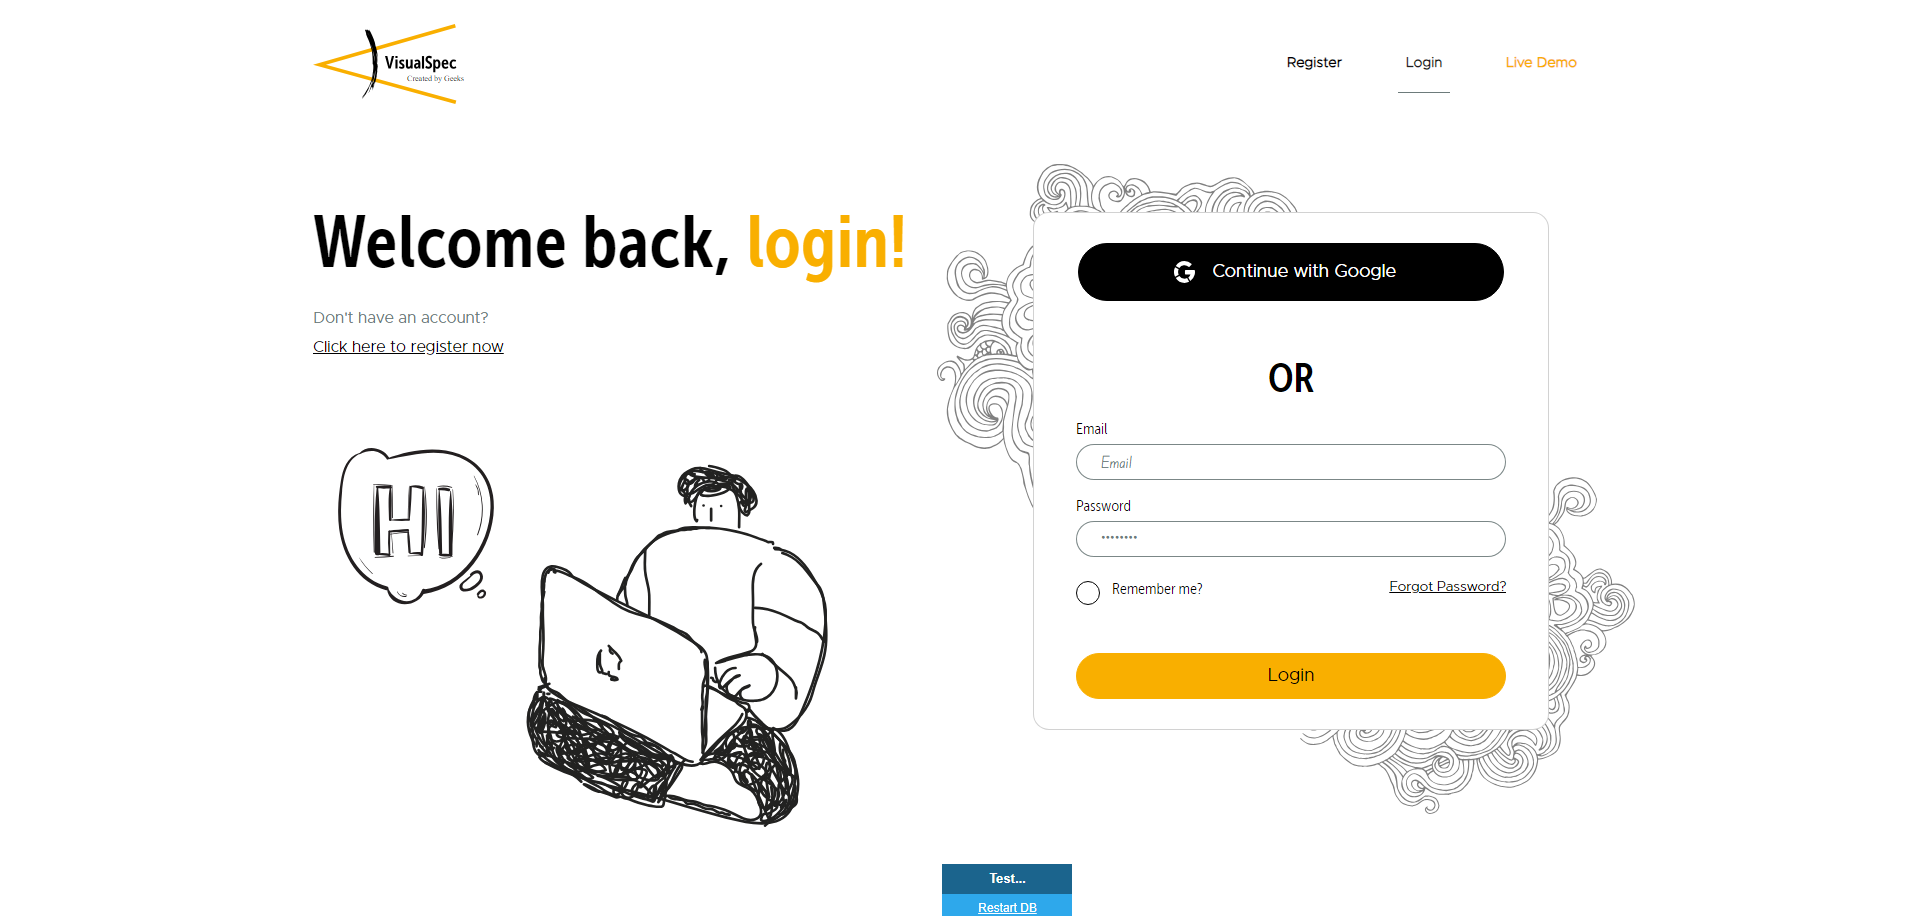 VisualSpec
Created by Geeks
Register
Login
Live Demo
Welcome back, login!
Don't have an account?
Click here to register now
HI
Continue with Google
OR
Email
Email
Password
Remember me?
Forgot Password?
Login
Test...
Restart DB